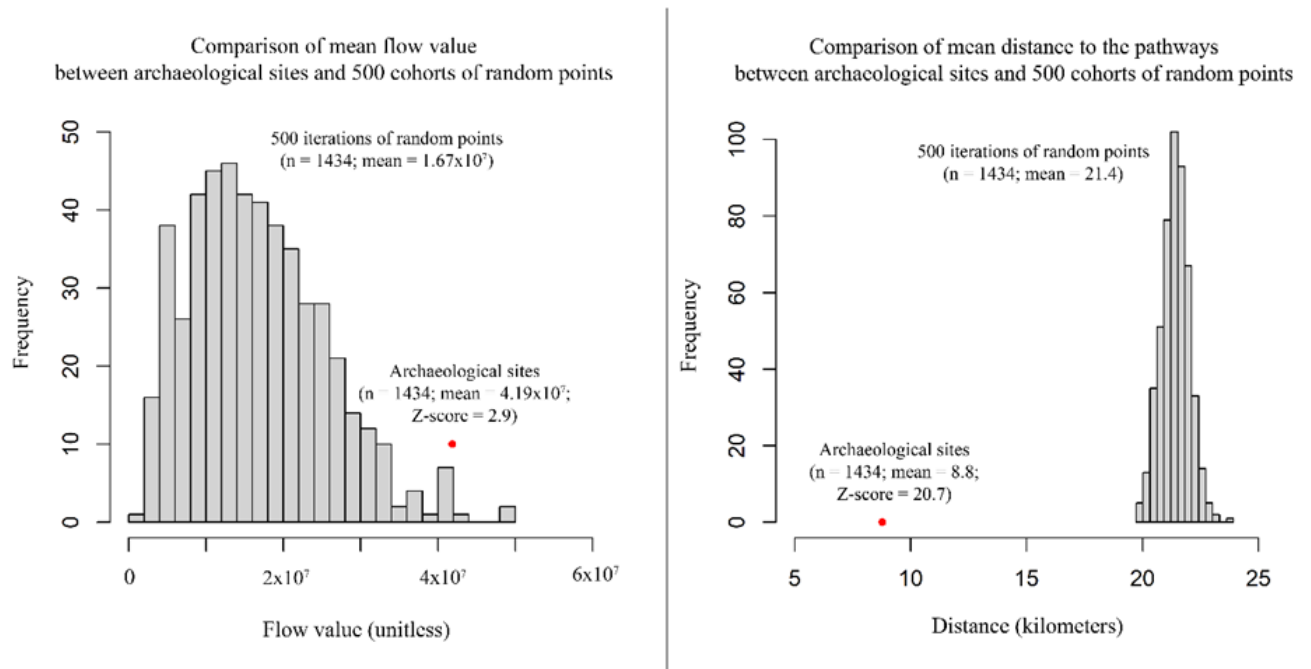 Comparison of mean flow value
between archaeological sites and 500 cohorts of random points
500 iterations of random points
(n = 1434; mean = 1.67x10⁷)
Archaeological sites
(n = 1434; mean = 4.19x10⁷;
Z-score = 2.9)
Frequency
50
40
30
20
10
0
0
2x10⁷
4x10⁷
6x10⁷
Flow value (unitless)
Comparison of mean distance to the pathways
between archaeological sites and 500 cohorts of random points
500 iterations of random points
(n = 1434; mean = 21.4)
Archaeological sites
(n = 1434; mean = 8.8;
Z-score = 20.7)
Frequency
100
80
60
40
20
0
5
10
15
20
25
Distance (kilometers)